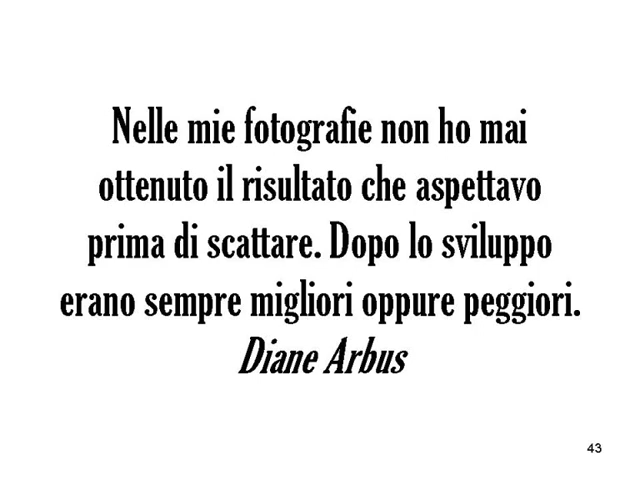 Nelle mie fotografie non ho mai
ottenuto il risultato che aspettavo
prima di scattare. Dopo lo sviluppo
erano sempre migliori oppure peggiori.
Diane Arbus
43